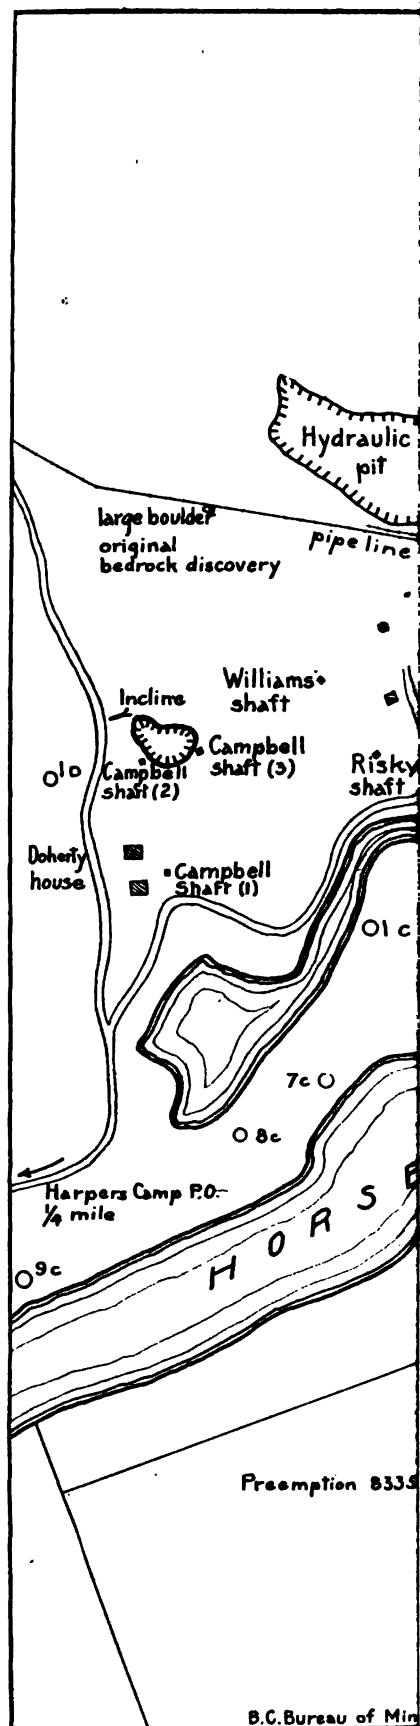 Hydraulic
pit
large boulder
original
bedrock discovery
pipe line
Williams
shaft
Incline
Campbell
shaft (3)
Campbell
shaft (2)
Risky
shaft
1D
Doherty
house
Campbell
Shaft (1)
1c
7c
8c
Harpers Camp P.O.
1/4 mile
HORSE
9c
Preemption 8335
B.C. Bureau of Min